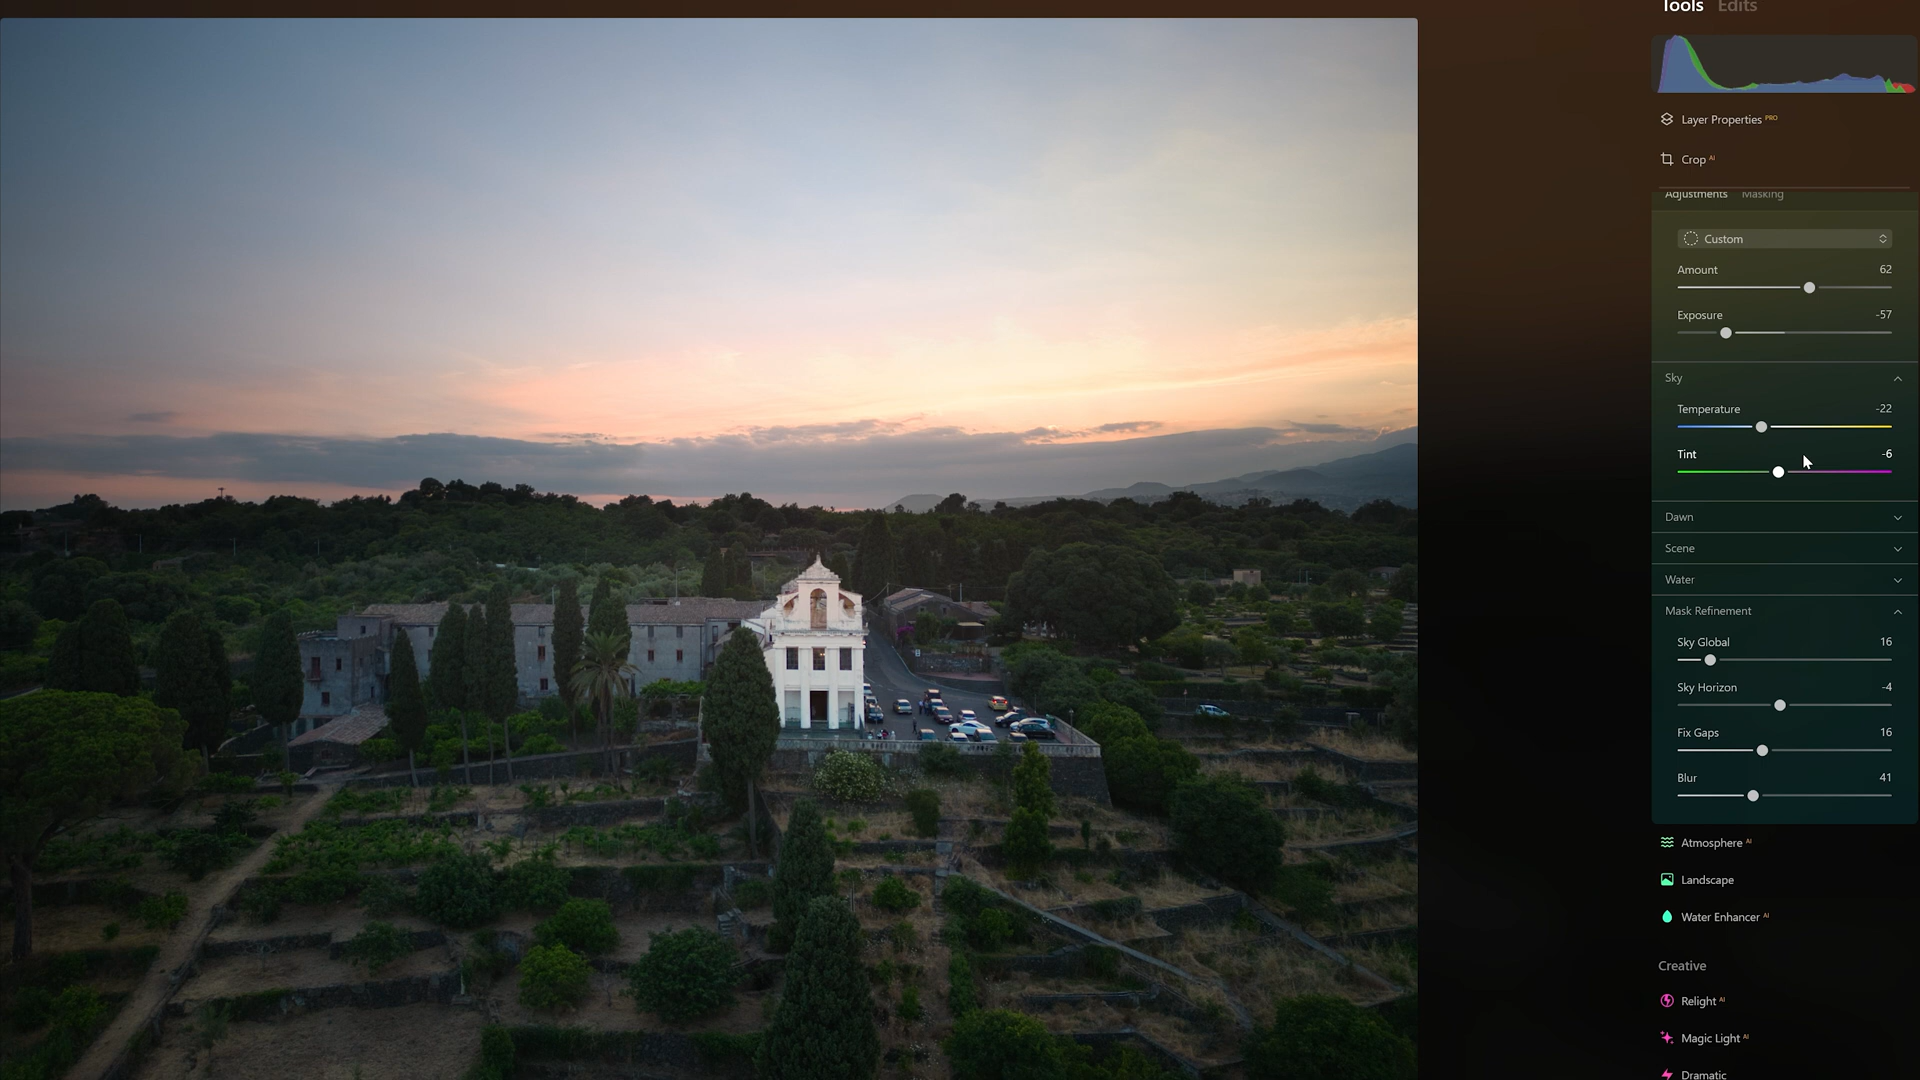 Tools Edits
Layer Properties PRO
Crop AI
Adjustments Masking
Custom
Amount 62
Exposure -57
Sky
Temperature -22
Tint -6
Dawn
Scene
Water
Mask Refinement
Sky Global 16
Sky Horizon -4
Fix Gaps 16
Blur 41
Atmosphere AI
Landscape
Water Enhancer AI
Creative
Relight AI
Magic Light AI
Dramatic